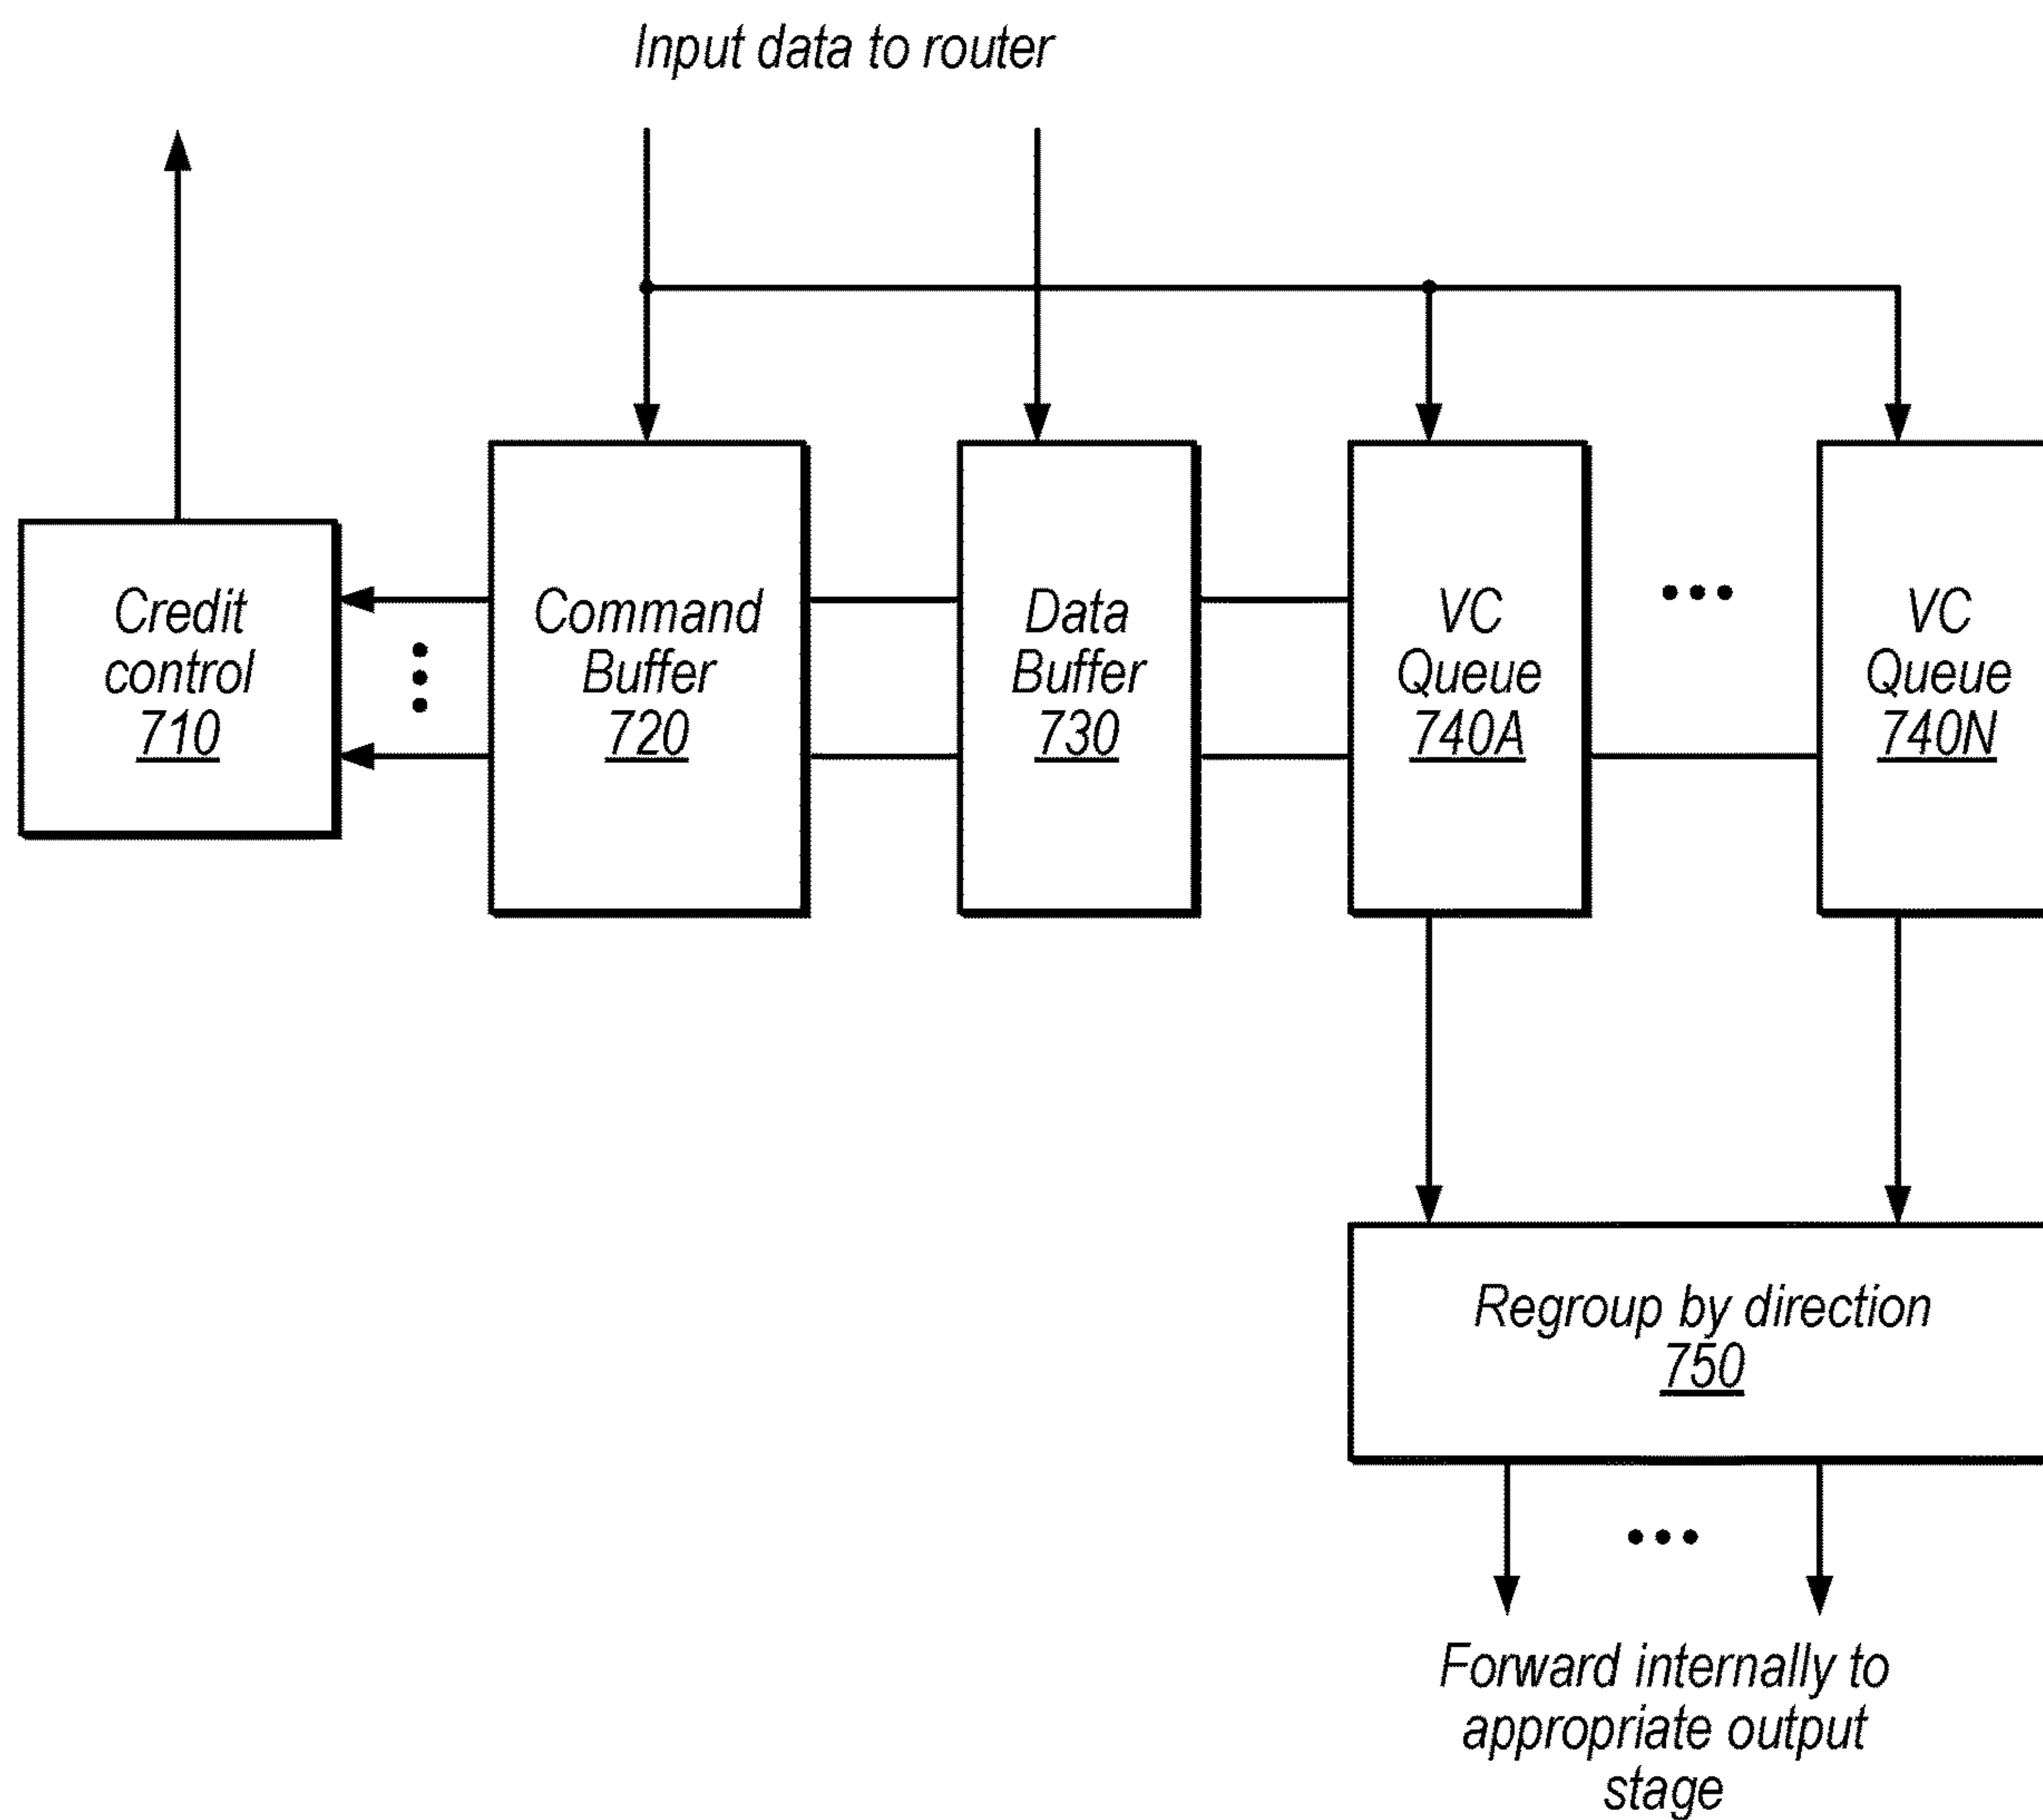 Input data to router
Credit
control
710
Command
Buffer
720
Data
Buffer
730
VC
Queue
740A
VC
Queue
740N
Regroup by direction
750
Forward internally to
appropriate output
stage